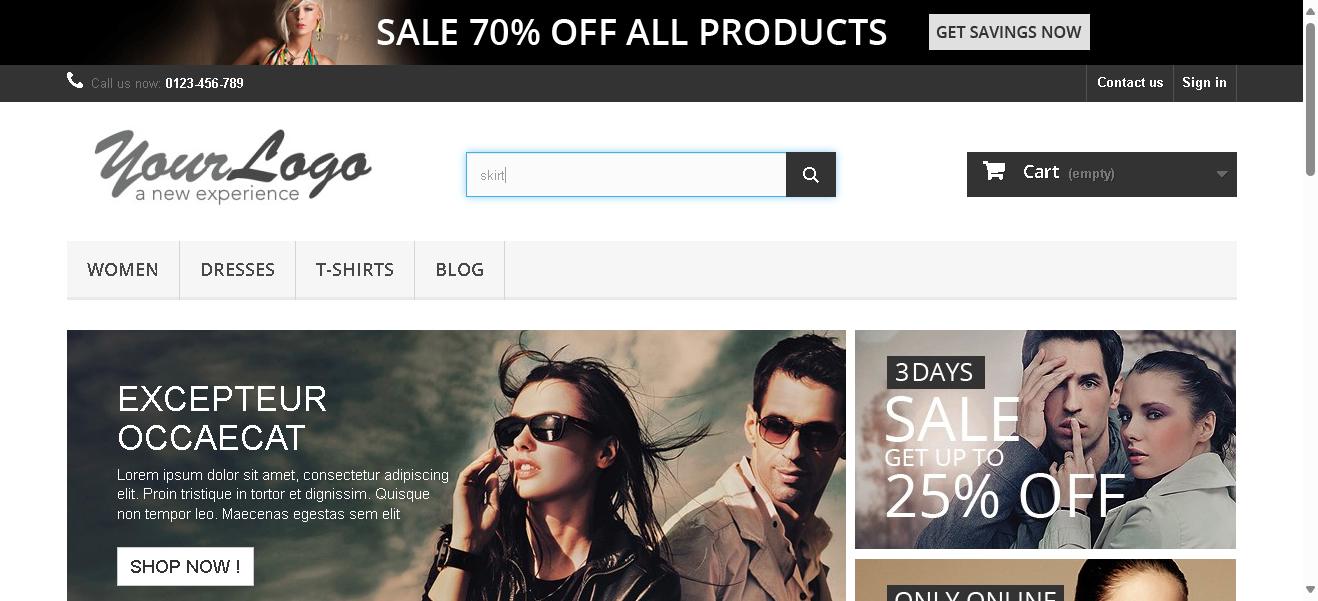 SALE 70% OFF ALL PRODUCTS
GET SAVINGS NOW
Call us now: 0123-456-789
Contact us
Sign in
YourLogo
a new experience
skirt
Cart (empty)
WOMEN
DRESSES
T-SHIRTS
BLOG
EXCEPTEUR
OCCAECAT
Lorem ipsum dolor sit amet, consectetur adipiscing
elit. Proin tristique in tortor et dignissim. Quisque
non tempor leo. Maecenas egestas sem elit
SHOP NOW !
3 DAYS
SALE
GET UP TO
25% OFF
ONLY ONLINE